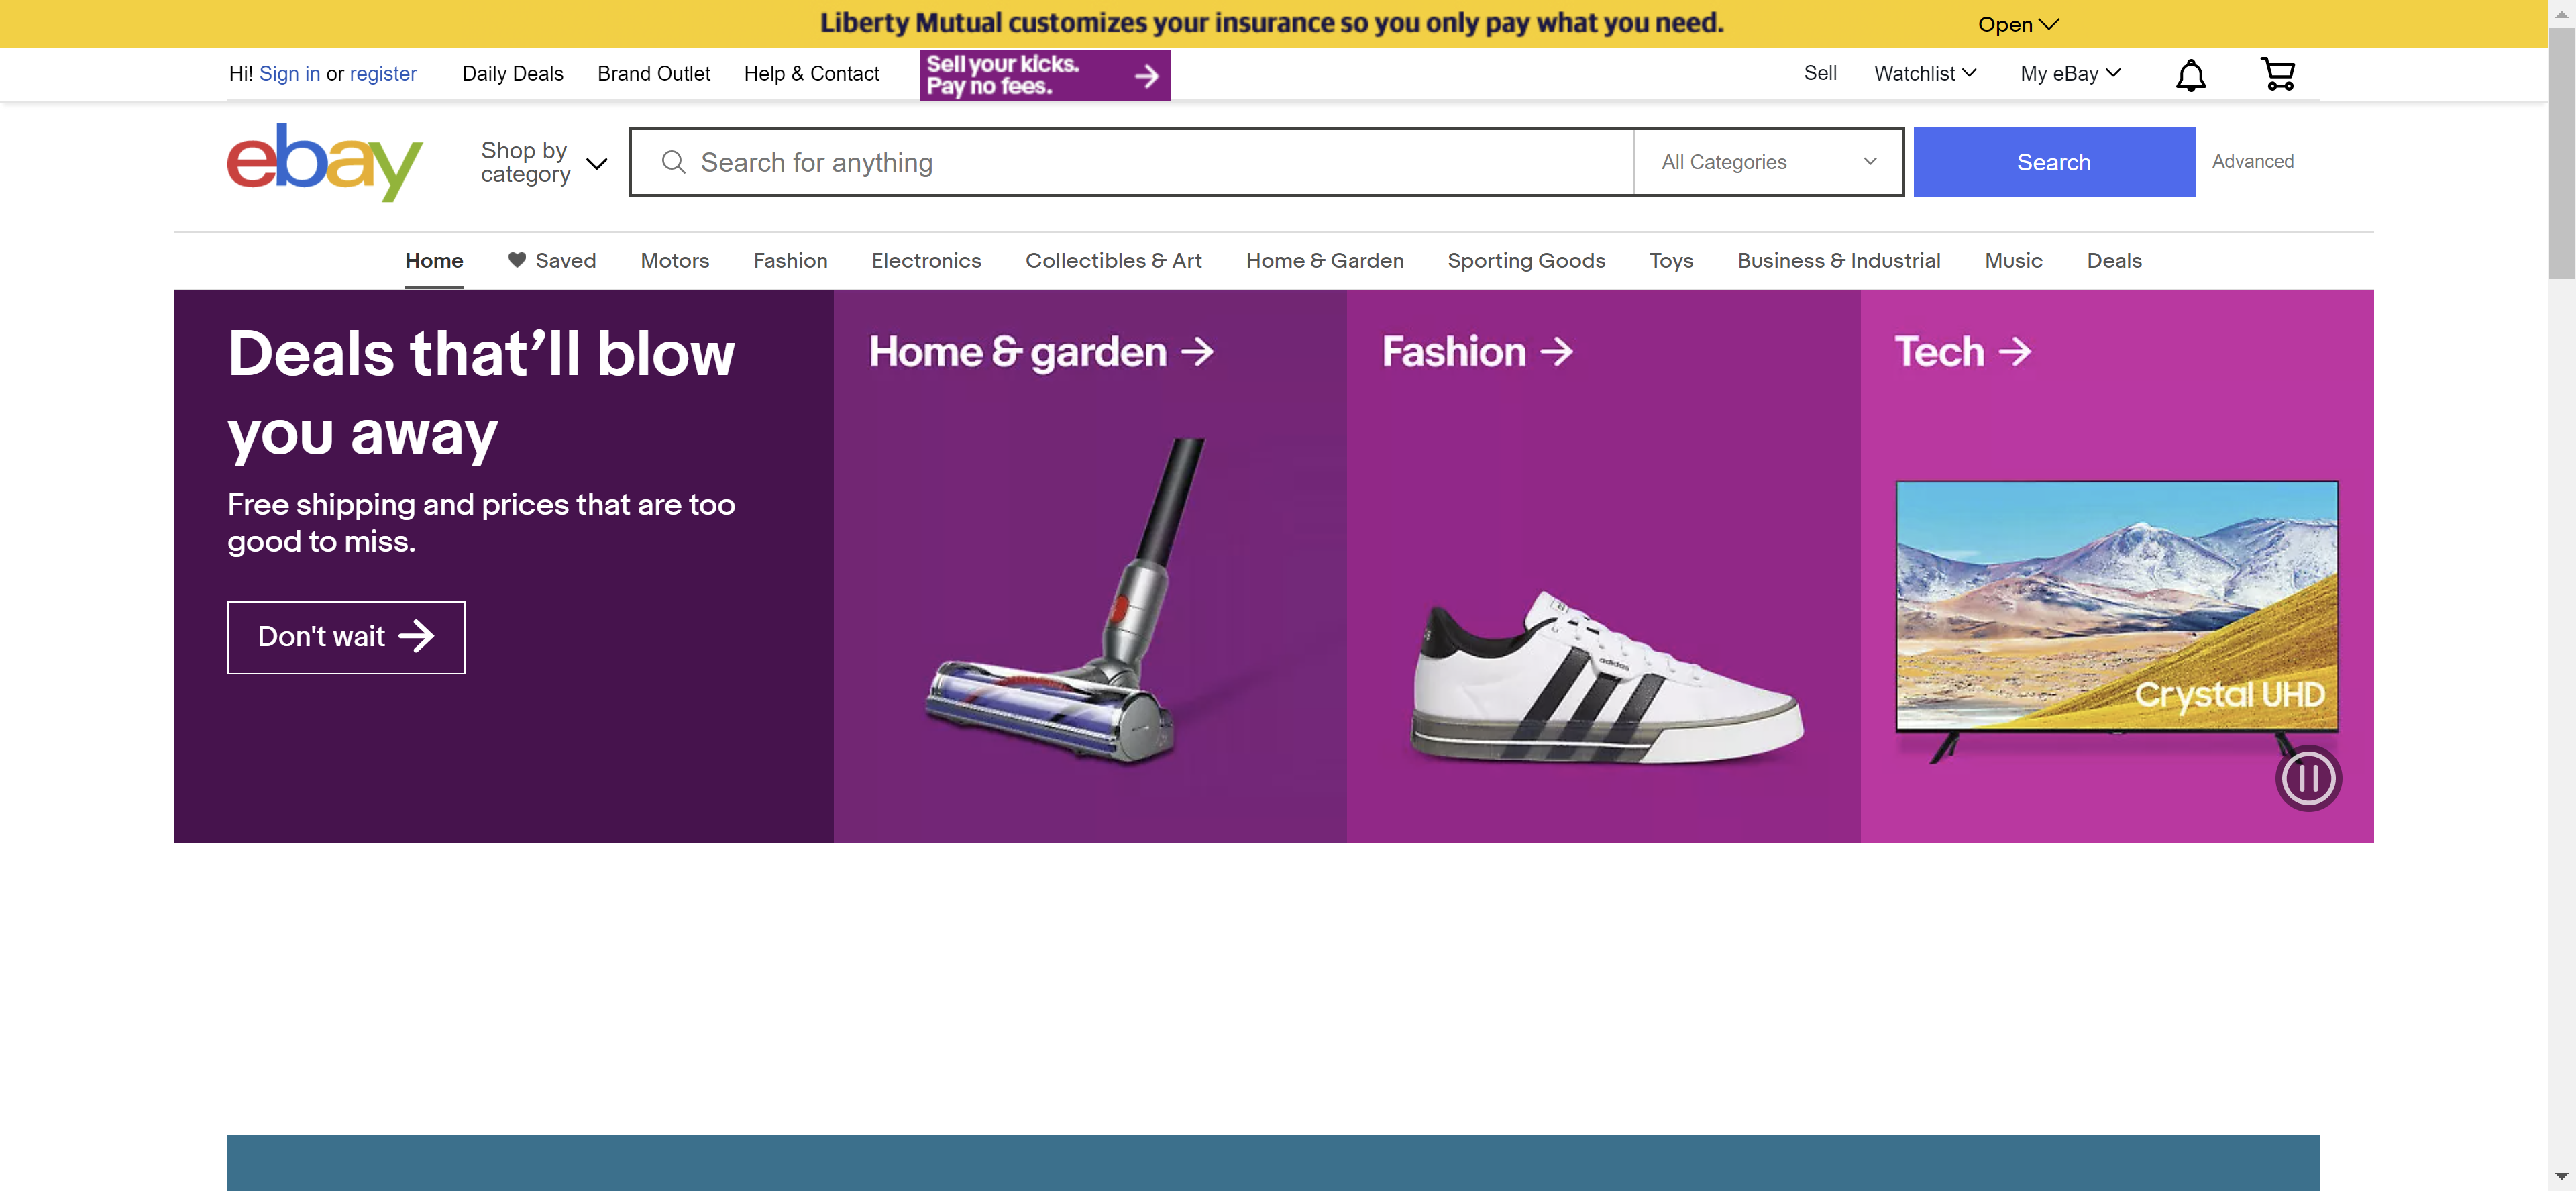 Liberty Mutual customizes your insurance so you only pay what you need.
Open
Hi! Sign in or register
Daily Deals
Brand Outlet
Help & Contact
Sell your kicks.
Pay no fees.
Sell
Watchlist
My eBay
ebay
Shop by
category
Search for anything
All Categories
Search
Advanced
Home
Saved
Motors
Fashion
Electronics
Collectibles & Art
Home & Garden
Sporting Goods
Toys
Business & Industrial
Music
Deals
Deals that’ll blow
you away
Free shipping and prices that are too
good to miss.
Don't wait
Home & garden
Fashion
adidas
Tech
Crystal UHD